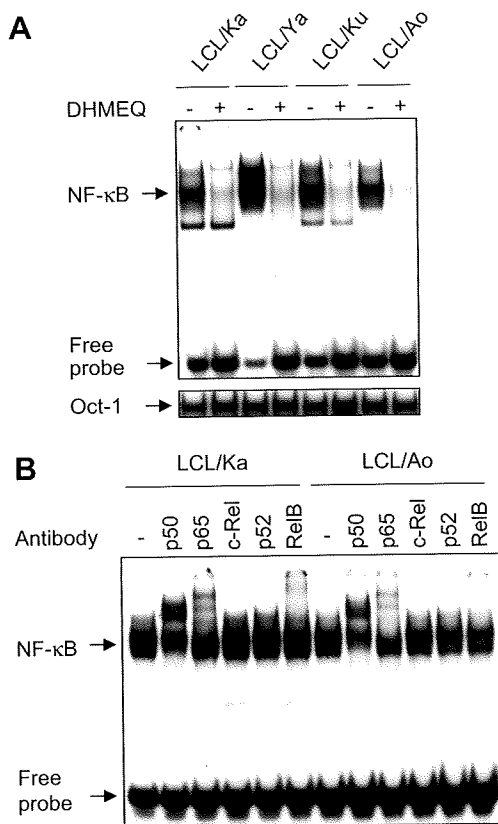 A
LCL/Ka LCL/Ya LCL/Ku LCL/Ao
DHMEQ - + - + - + - +
NF-κB
Free
probe
Oct-1
B
LCL/Ka LCL/Ao
Antibody - p50 p65 c-Rel p52 RelB - p50 p65 c-Rel p52 RelB
NF-κB
Free
probe